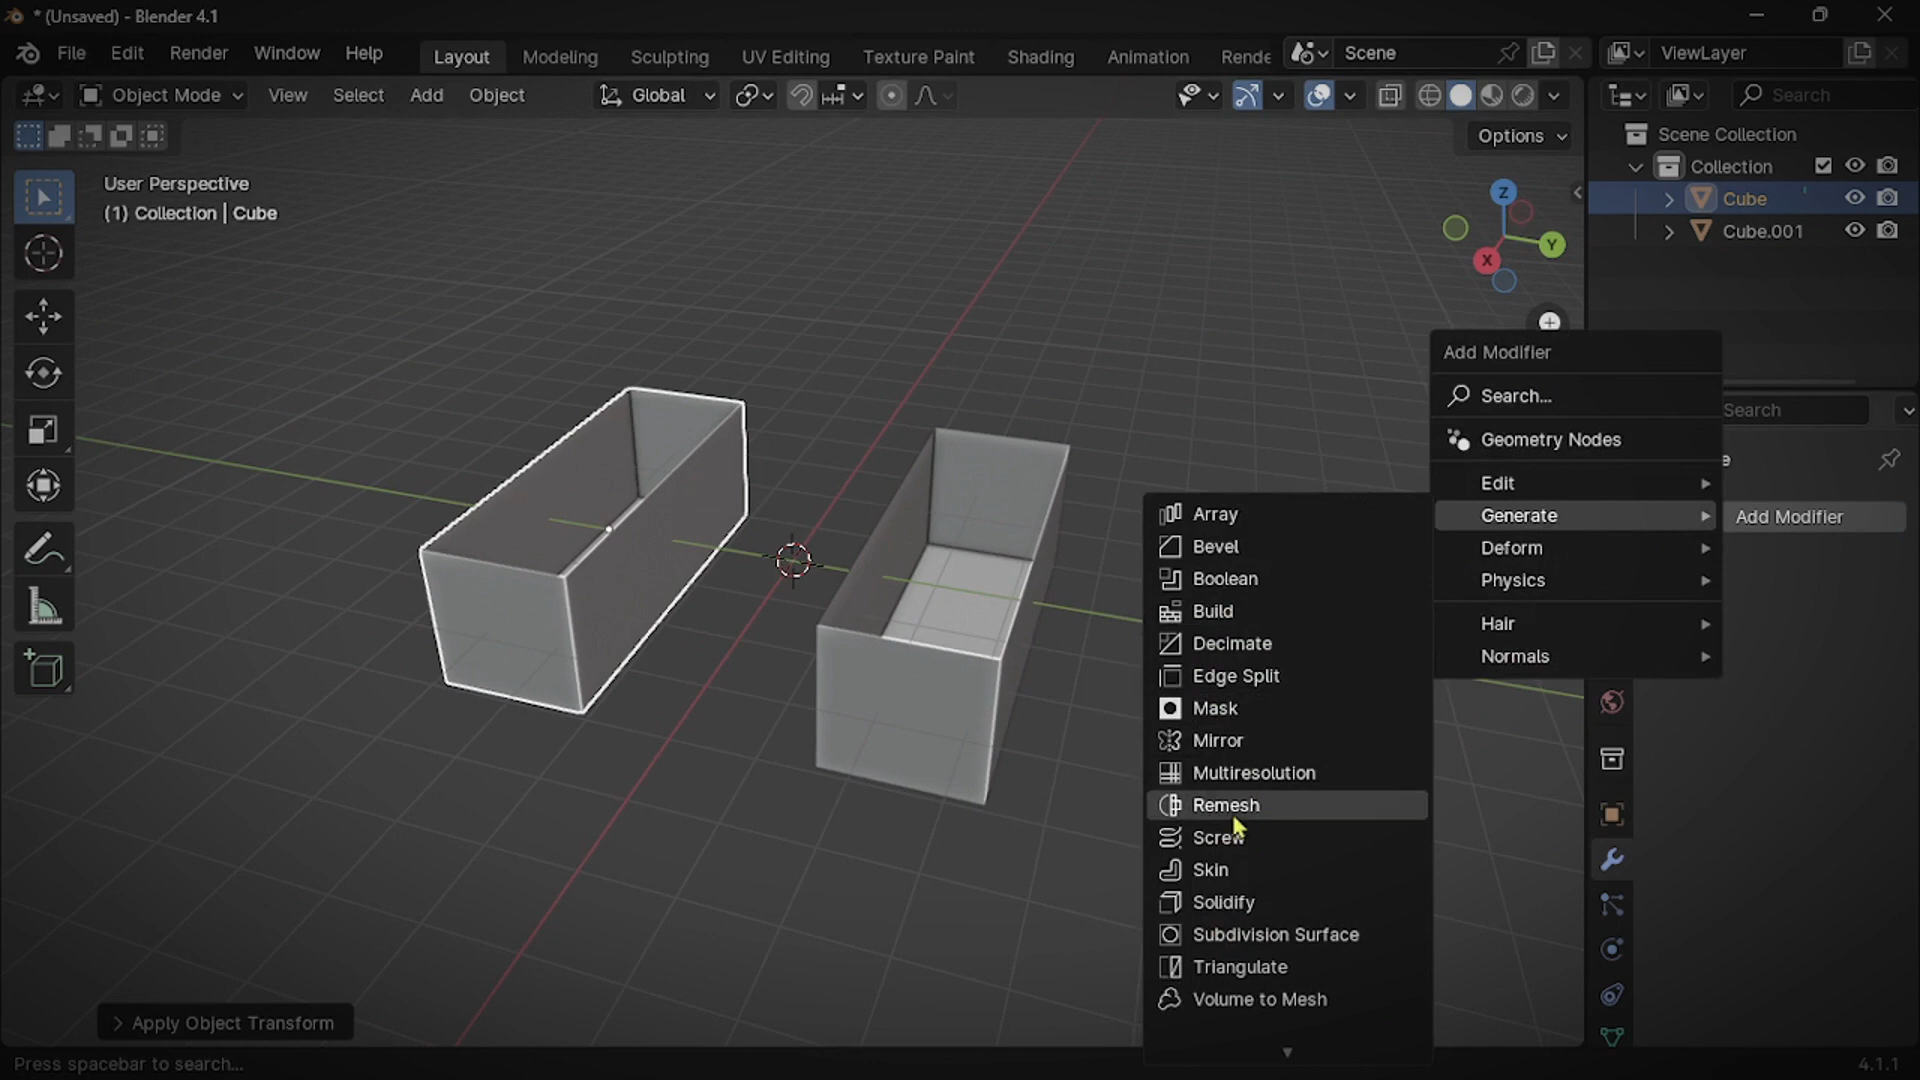 * (Unsaved) - Blender 4.1
File Edit Render Window Help Layout Modeling Sculpting UV Editing Texture Paint Shading Animation Rende Scene ViewLayer
Object Mode View Select Add Object Global Search
Options
Scene Collection
Collection
Cube
Cube.001
User Perspective
(1) Collection | Cube
Z
Y
X
Add Modifier
Search...
Geometry Nodes
Edit
Generate
Deform
Physics
Hair
Normals
Search
e
Add Modifier
Array
Bevel
Boolean
Build
Decimate
Edge Split
Mask
Mirror
Multiresolution
Remesh
Screw
Skin
Solidify
Subdivision Surface
Triangulate
Volume to Mesh
Apply Object Transform
Press spacebar to search...
4.1.1